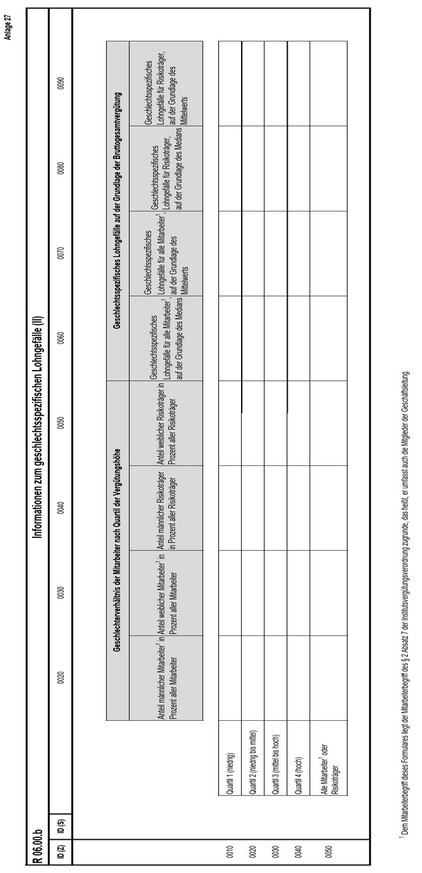 Anlage 27
R 06.00.b
Informationen zum geschlechtsspezifischen Lohngefälle (II)
ID (Z)
ID (S)
0020
0030
0040
0050
0060
0070
0080
0090
Geschlechterverhältnis der Mitarbeiter nach Quartil der Vergütungshöhe
Geschlechtsspezifisches Lohngefälle auf der Grundlage der Bruttogesamtvergütung
Anteil männlicher Mitarbeiter¹ in
Prozent aller Mitarbeiter
Anteil weiblicher Mitarbeiter¹ in
Prozent aller Mitarbeiter
Anteil männlicher Risikoträger
in Prozent aller Risikoträger
Anteil weiblicher Risikoträger in
Prozent aller Risikoträger
Geschlechtsspezifisches
Lohngefälle für alle Mitarbeiter¹,
auf der Grundlage des Medians
Geschlechtsspezifisches
Lohngefälle für alle Mitarbeiter¹,
auf der Grundlage des
Mittelwerts
Geschlechtsspezifisches
Lohngefälle für Risikoträger,
auf der Grundlage des Medians
Geschlechtsspezifisches
Lohngefälle für Risikoträger,
auf der Grundlage des
Mittelwerts
0010
Quartil 1 (niedrig)
0020
Quartil 2 (niedrig bis mittel)
0030
Quartil 3 (mittel bis hoch)
0040
Quartil 4 (hoch)
0050
Alle Mitarbeiter¹ oder
Risikoträger
¹ Dem Mitarbeiterbegriff dieses Formulares liegt der Mitarbeiterbegriff des § 2 Absatz 7 der Institutsvergütungsverordnung zugrunde, das heißt, er umfasst auch die Mitglieder der Geschäftsleitung.